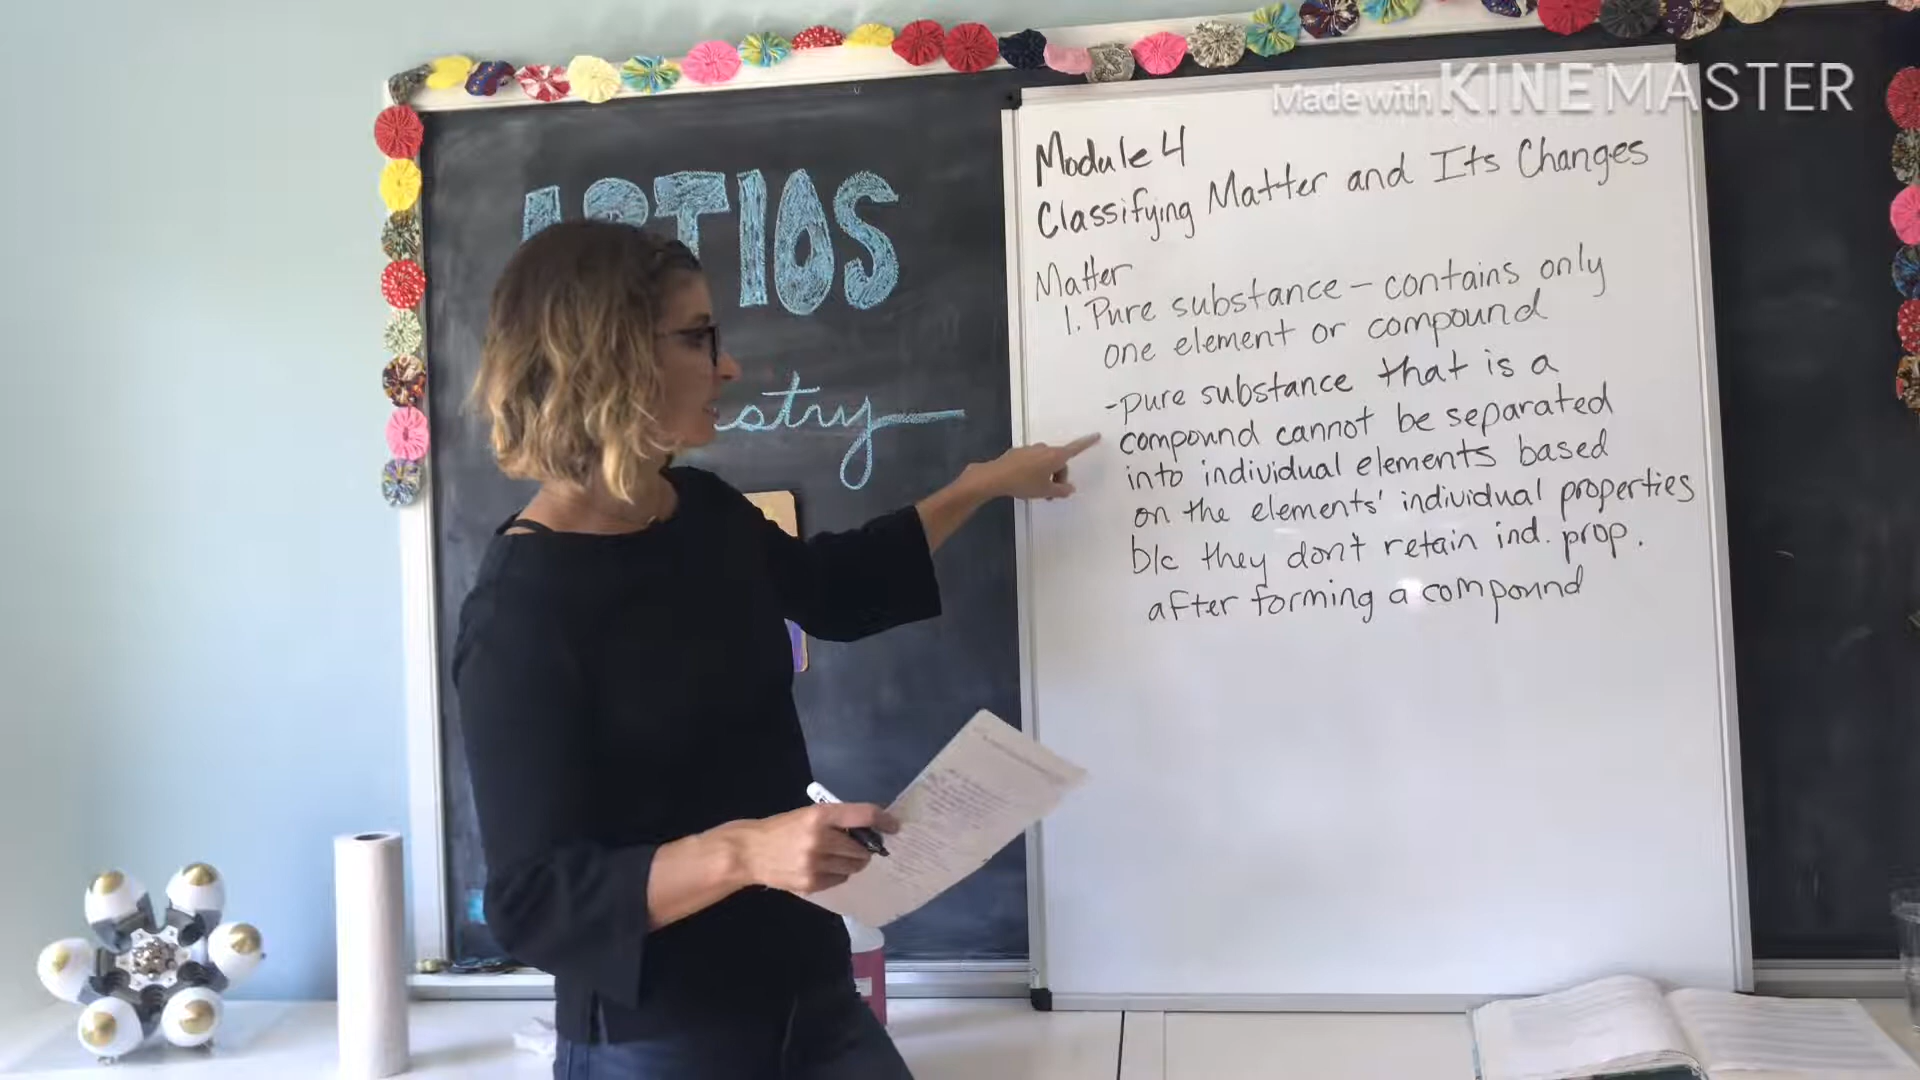 Made with KINEMASTER
Module 4
Classifying Matter and Its Changes
Matter
1. Pure substance – contains only
one element or compound
-pure substance that is a
compound cannot be separated
into individual elements based
on the elements' individual properties
b/c they don't retain ind. prop.
after forming a compound